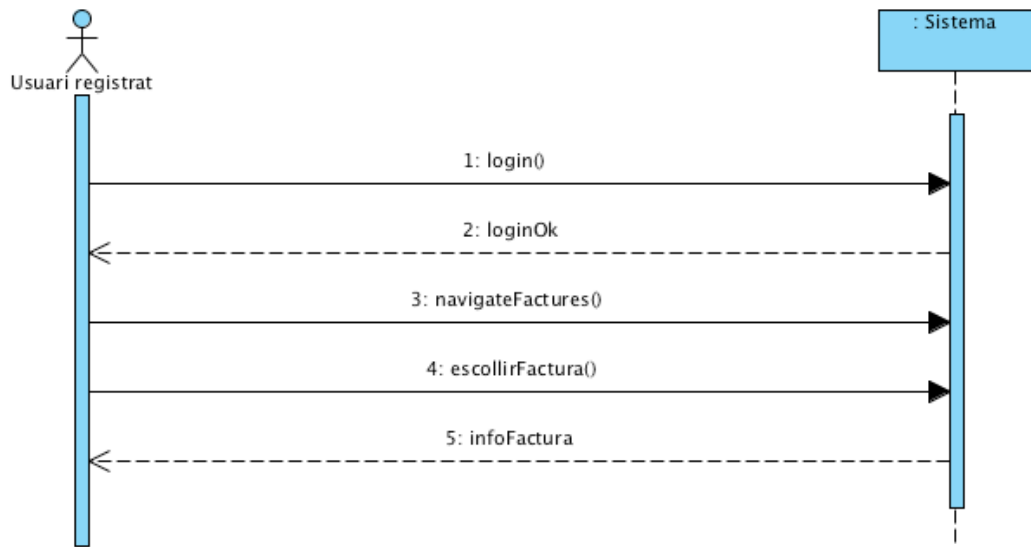 : Sistema
Usuari registrat
1: login()
2: loginOk
3: navigateFactures()
4: escollirFactura()
5: infoFactura